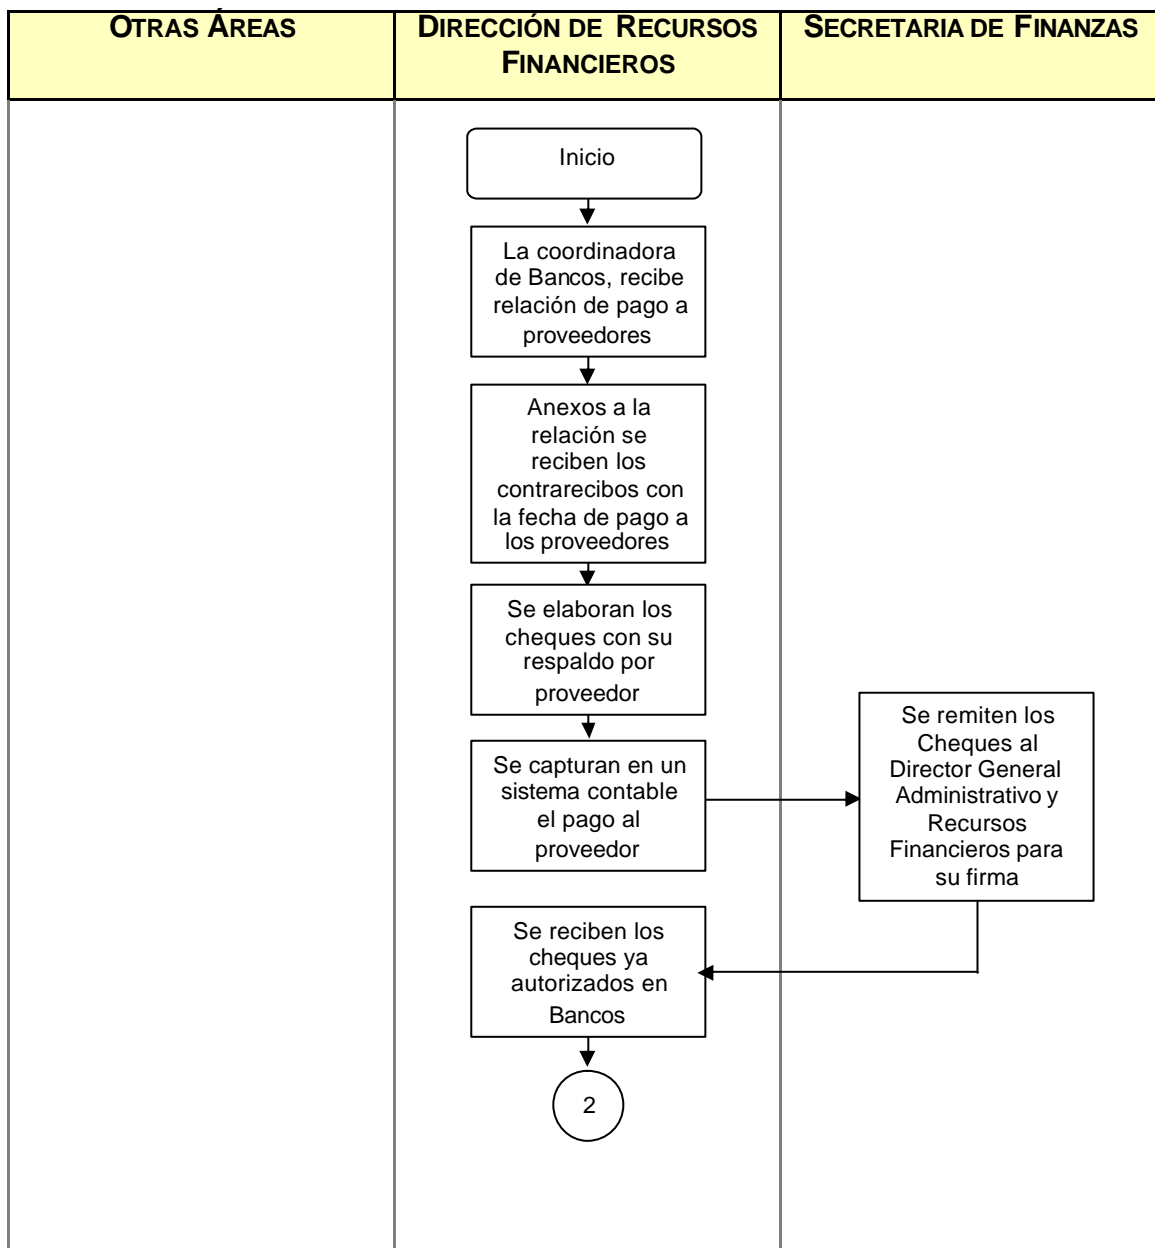 OTRAS ÁREAS
DIRECCIÓN DE RECURSOS
FINANCIEROS
SECRETARIA DE FINANZAS
Inicio
La coordinadora
de Bancos, recibe
relación de pago a
proveedores
Anexos a la
relación se
reciben los
contrarecibos con
la fecha de pago a
los proveedores
Se elaboran los
cheques con su
respaldo por
proveedor
Se capturan en un
sistema contable
el pago al
proveedor
Se remiten los
Cheques al
Director General
Administrativo y
Recursos
Financieros para
su firma
Se reciben los
cheques ya
autorizados en
Bancos
2